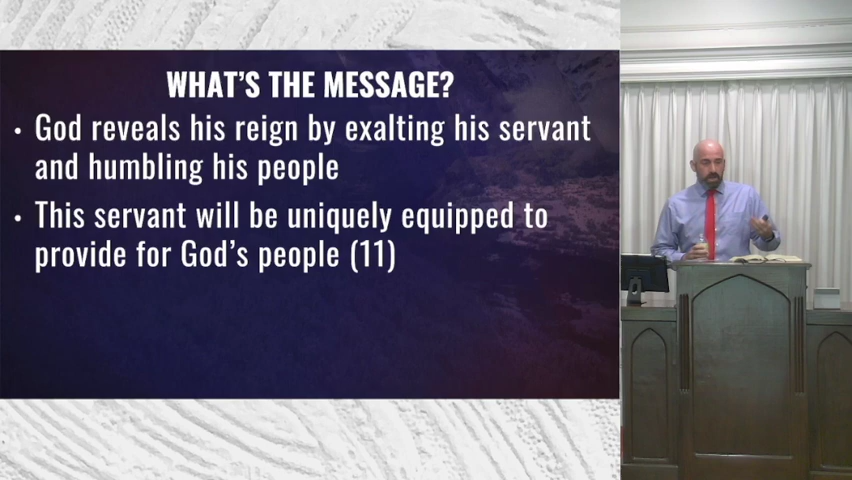 WHAT'S THE MESSAGE?
• God reveals his reign by exalting his servant
and humbling his people
• This servant will be uniquely equipped to
provide for God's people (11)